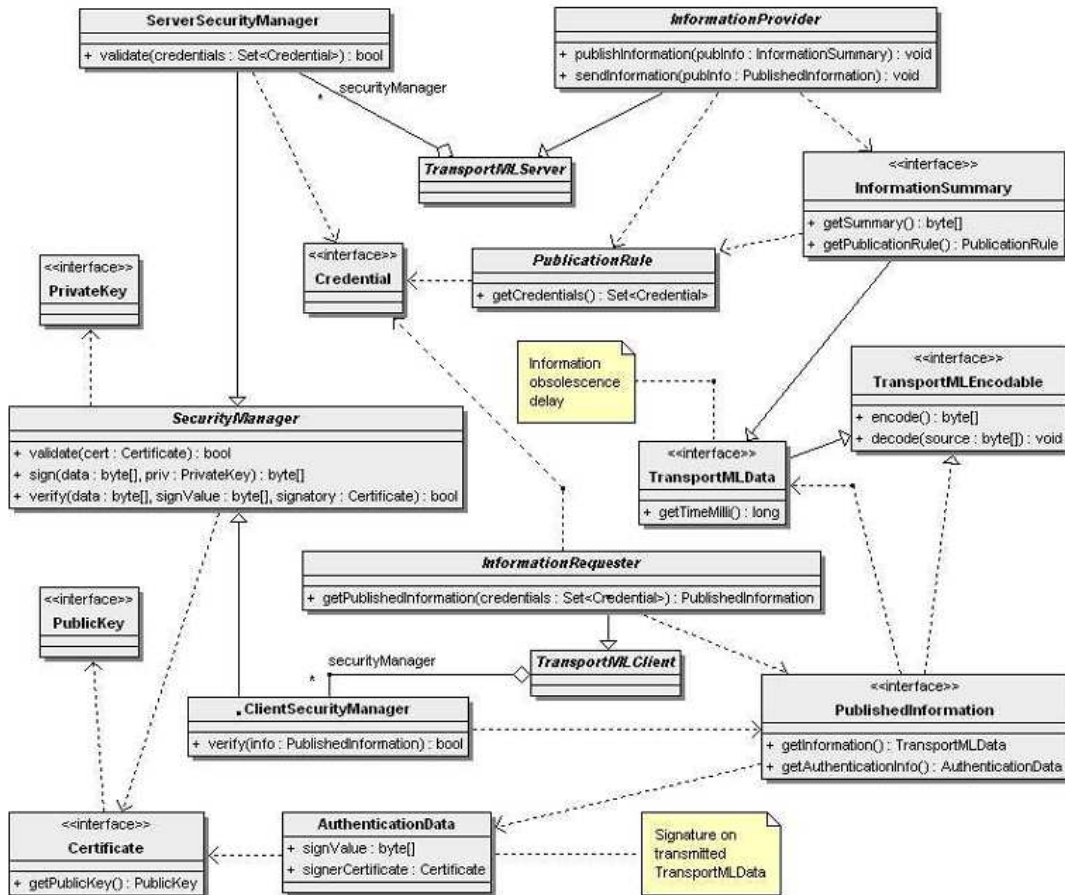 ServerSecurityManager
+ validate(credentials : Set<Credential>) : bool
InformationProvider
+ publishInformation(pubInfo : InformationSummary) : void
+ sendInformation(pubInfo : PublishedInformation) : void
securityManager
*
TransportMLServer
<<interface>>
InformationSummary
+ getSummary() : byte[]
+ getPublicationRule() : PublicationRule
<<interface>>
PrivateKey
<<interface>>
Credential
PublicationRule
+ getCredentials() : Set<Credential>
Information
obsolescence
delay
<<interface>>
TransportMLEncodable
+ encode() : byte[]
+ decode(source : byte[]) : void
SecurityManager
+ validate(cert : Certificate) : bool
+ sign(data : byte[], priv : PrivateKey) : byte[]
+ verify(data : byte[], signValue : byte[], signatory : Certificate) : bool
<<interface>>
TransportMLData
+ getTimeMilli() : long
InformationRequester
+ getPublishedInformation(credentials : Set<Credential>) : PublishedInformation
<<interface>>
PublicKey
securityManager
*
TransportMLClient
ClientSecurityManager
+ verify(info : PublishedInformation) : bool
<<interface>>
PublishedInformation
+ getInformation() : TransportMLData
+ getAuthenticationInfo() : AuthenticationData
<<interface>>
Certificate
+ getPublicKey() : PublicKey
AuthenticationData
+ signValue : byte[]
+ signerCertificate : Certificate
Signature on
transmitted
TransportMLData